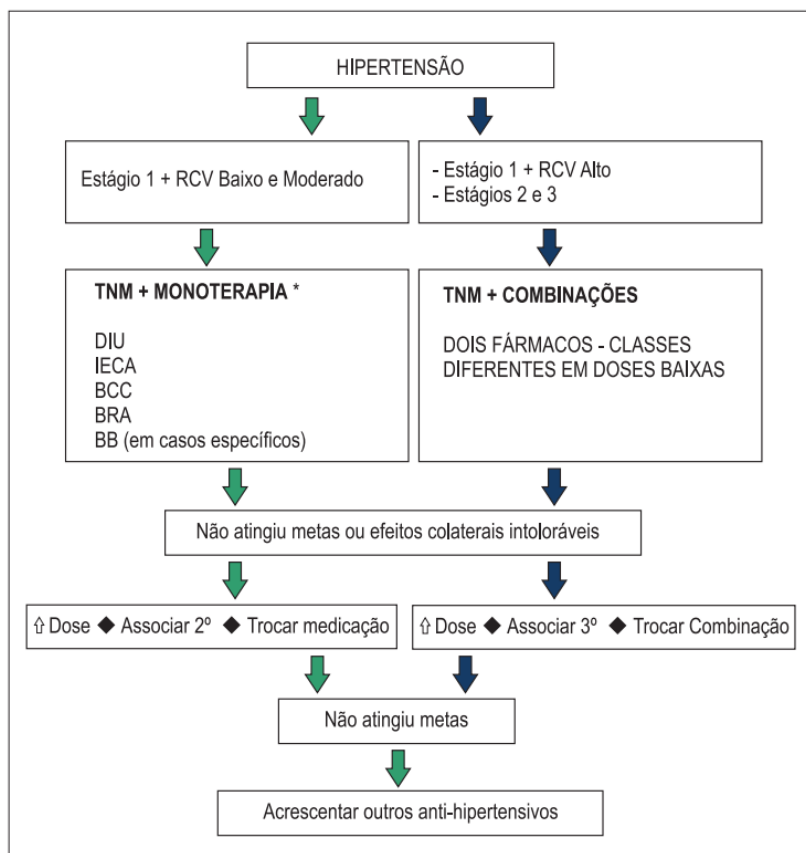 HIPERTENSÃO
Estágio 1 + RCV Baixo e Moderado
- Estágio 1 + RCV Alto
- Estágios 2 e 3
TNM + MONOTERAPIA *
DIU
IECA
BCC
BRA
BB (em casos específicos)
TNM + COMBINAÇÕES
DOIS FÁRMACOS - CLASSES
DIFERENTES EM DOSES BAIXAS
Não atingiu metas ou efeitos colaterais intoloráveis
⇧ Dose ◆ Associar 2º ◆ Trocar medicação
⇧ Dose ◆ Associar 3º ◆ Trocar Combinação
Não atingiu metas
Acrescentar outros anti-hipertensivos